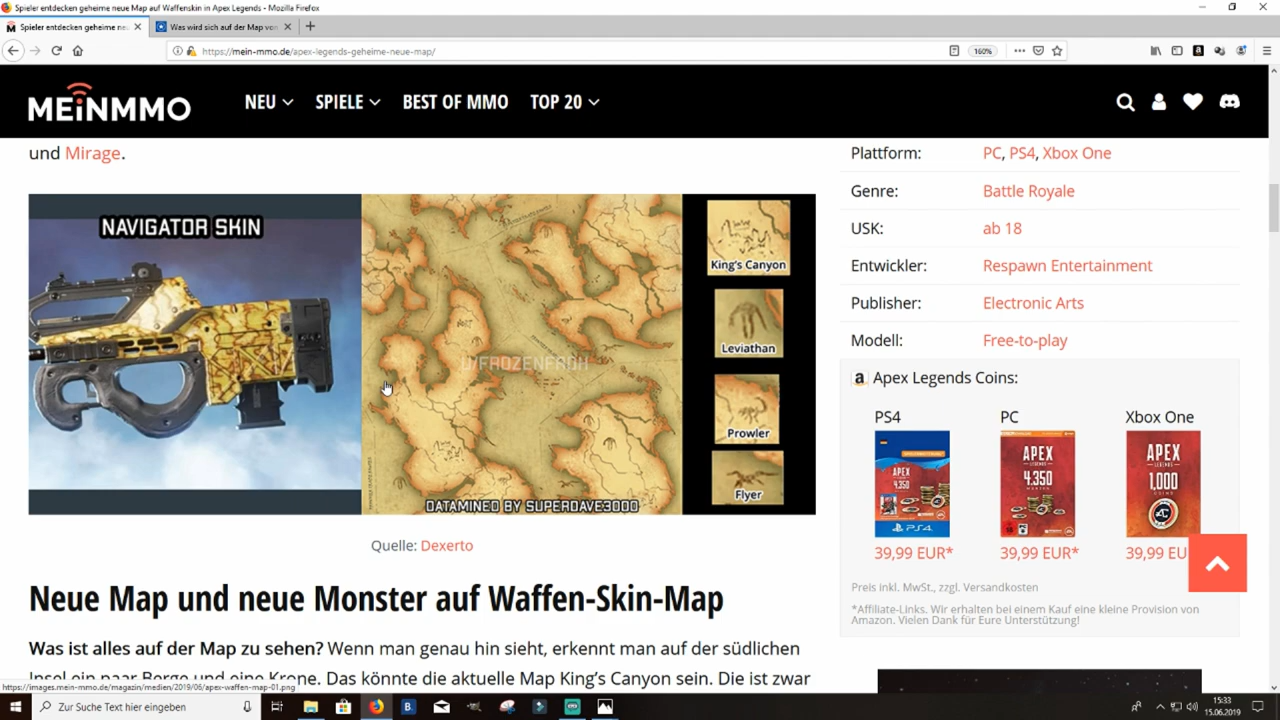 Spieler entdecken geheime neue Map auf Waffenskin in Apex Legends - Mozilla Firefox
Spieler entdecken geheime neu
Was wird sich auf der Map von
https://mein-mmo.de/apex-legends-geheime-neue-map/
160%
MEiNMMO
NEU
SPIELE
BEST OF MMO
TOP 20
und Mirage.
NAVIGATOR SKIN
U/FROZENFROH
DATAMINED BY SUPERDAVE3000
King's Canyon
Leviathan
Prowler
Flyer
Quelle: Dexerto
Neue Map und neue Monster auf Waffen-Skin-Map
Was ist alles auf der Map zu sehen? Wenn man genau hin sieht, erkennt man auf der südlichen
Insel ein paar Berge und eine Krone. Das könnte die aktuelle Map King's Canyon sein. Die ist zwar
Plattform: PC, PS4, Xbox One
Genre: Battle Royale
USK: ab 18
Entwickler: Respawn Entertainment
Publisher: Electronic Arts
Modell: Free-to-play
a Apex Legends Coins:
PS4 PC Xbox One
APEX
LEGENDS
4.350
APEX
LEGENDS
4.350
APEX
LEGENDS
1,000
COINS
PS4
39,99 EUR* 39,99 EUR* 39,99 EU
Preis inkl. MwSt., zzgl. Versandkosten
*Affiliate-Links. Wir erhalten bei einem Kauf eine kleine Provision von
Amazon. Vielen Dank für Eure Unterstützung!
https://images.mein-mmo.de/magazin/medien/2019/06/apex-waffen-map-01.png
Zur Suche Text hier eingeben
15:33
15.06.2019